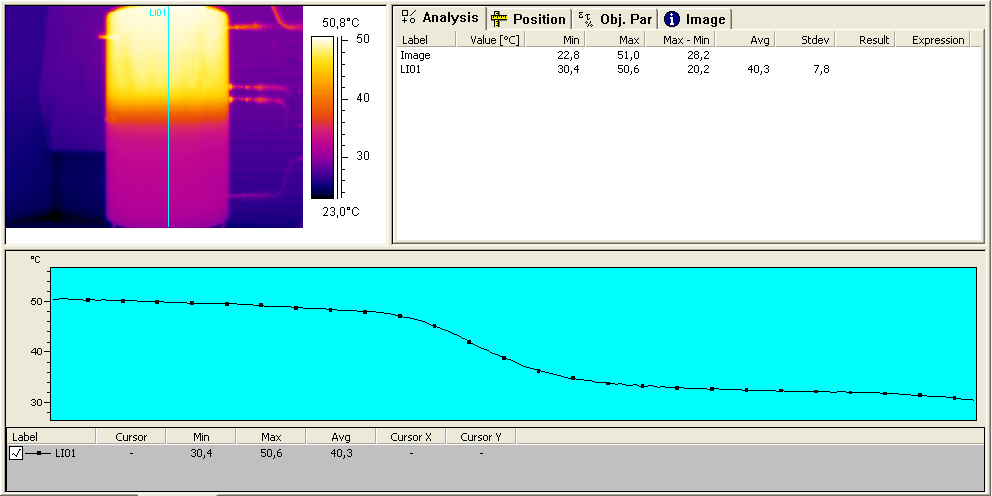 LI01
50,8°C
50
40
30
23,0°C
Analysis Position Obj. Par Image
Label Value [°C] Min Max Max - Min Avg Stdev Result Expression
Image 22,8 51,0 28,2
LI01 30,4 50,6 20,2 40,3 7,8
°C
50
40
30
Label Cursor Min Max Avg Cursor X Cursor Y
LI01 - 30,4 50,6 40,3 - -